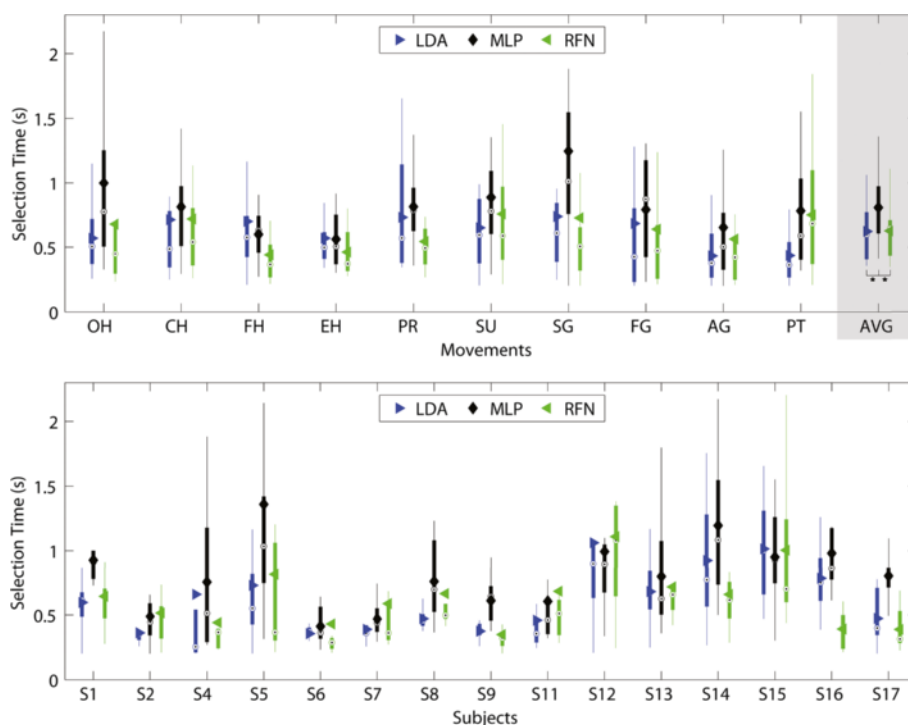 2
1.5
1
0.5
0
Selection Time (s)
LDA MLP RFN
* *
OH CH FH EH PR SU SG FG AG PT AVG
Movements
2
1.5
1
0.5
0
Selection Time (s)
LDA MLP RFN
S1 S2 S4 S5 S6 S7 S8 S9 S11 S12 S13 S14 S15 S16 S17
Subjects